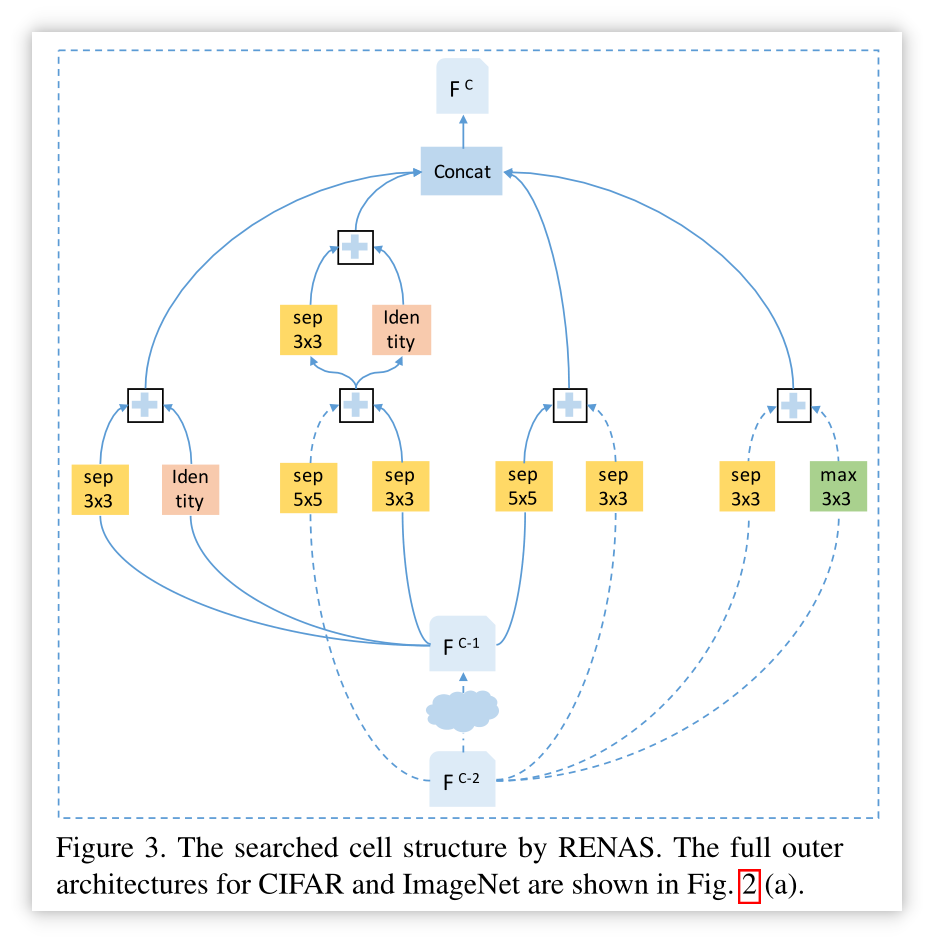 F C
Concat
sep
3x3
Iden
tity
sep
3x3
Iden
tity
sep
5x5
sep
3x3
sep
5x5
sep
3x3
sep
3x3
max
3x3
F C-1
F C-2
Figure 3. The searched cell structure by RENAS. The full outer
architectures for CIFAR and ImageNet are shown in Fig. 2 (a).